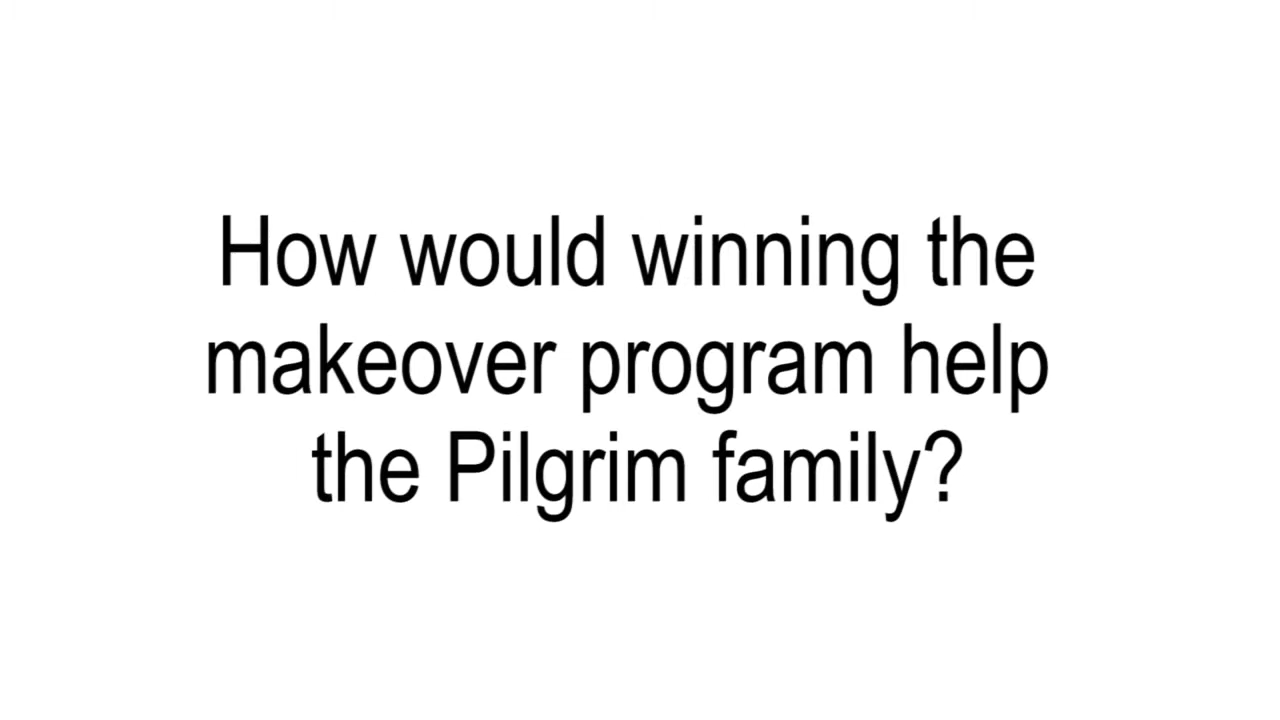 How would winning the
makeover program help
the Pilgrim family?